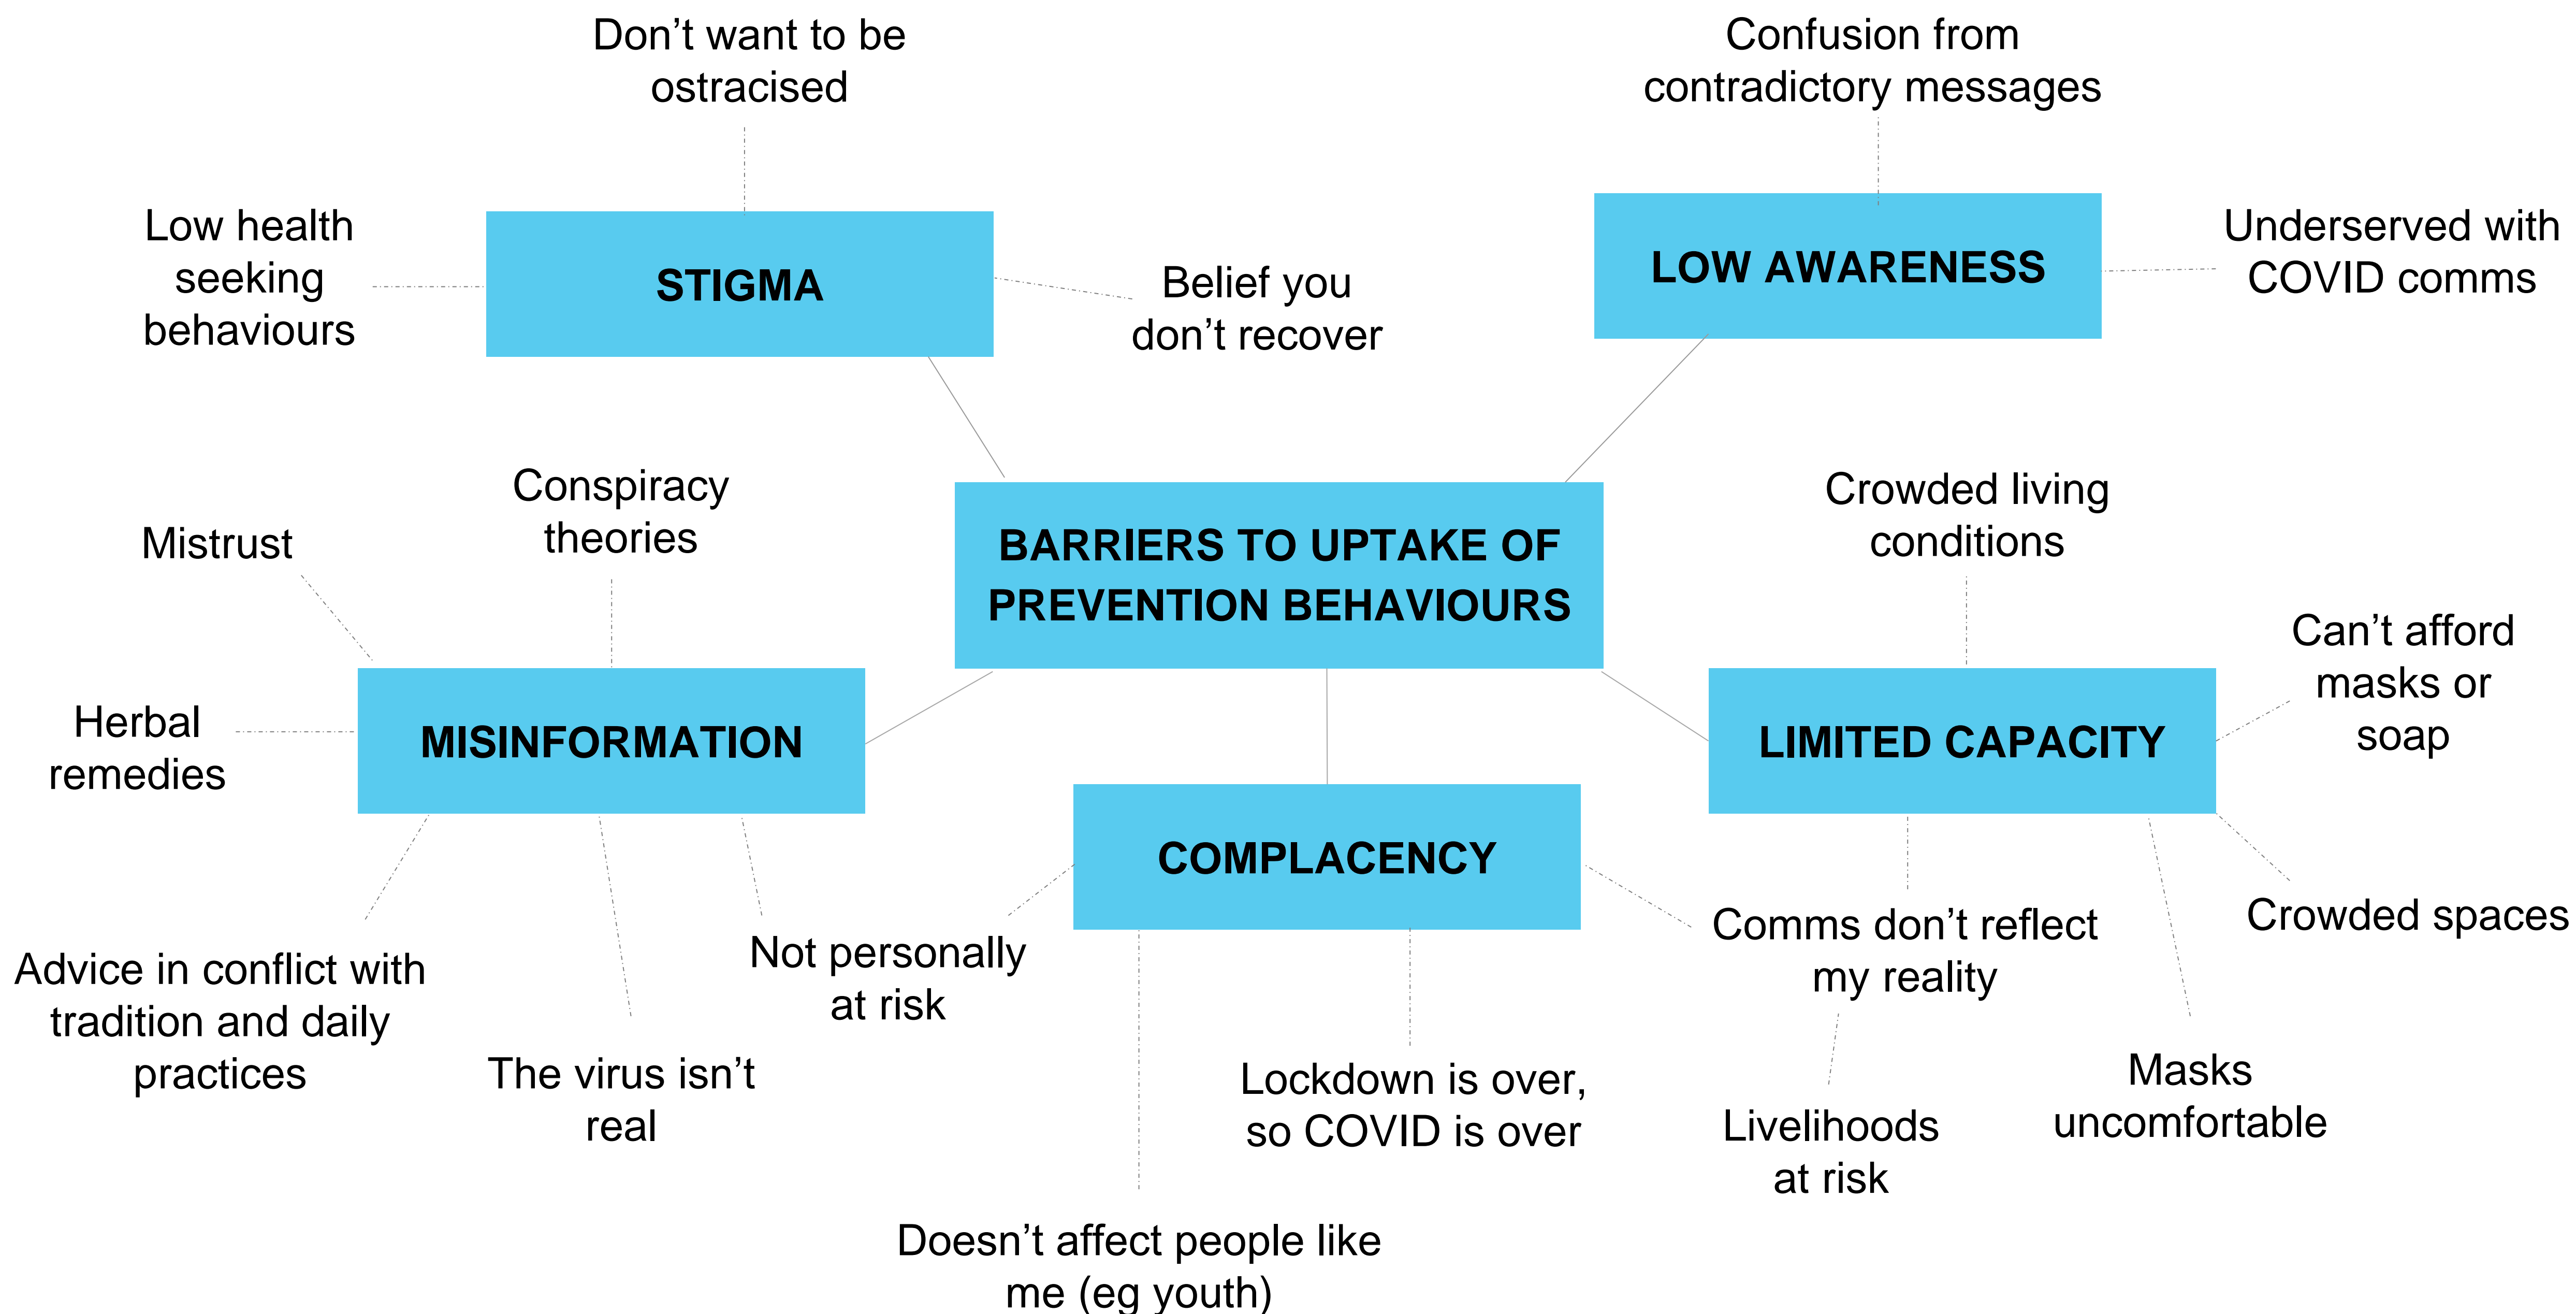 Don’t want to be
ostracised
Confusion from
contradictory messages
Low health
seeking
behaviours
STIGMA
Belief you
don’t recover
LOW AWARENESS
Underserved with
COVID comms
Mistrust
Conspiracy
theories
BARRIERS TO UPTAKE OF
PREVENTION BEHAVIOURS
Crowded living
conditions
Can’t afford
masks or
soap
Herbal
remedies
MISINFORMATION
LIMITED CAPACITY
COMPLACENCY
Advice in conflict with
tradition and daily
practices
The virus isn’t
real
Not personally
at risk
Lockdown is over,
so COVID is over
Doesn’t affect people like
me (eg youth)
Comms don’t reflect
my reality
Livelihoods
at risk
Masks
uncomfortable
Crowded spaces